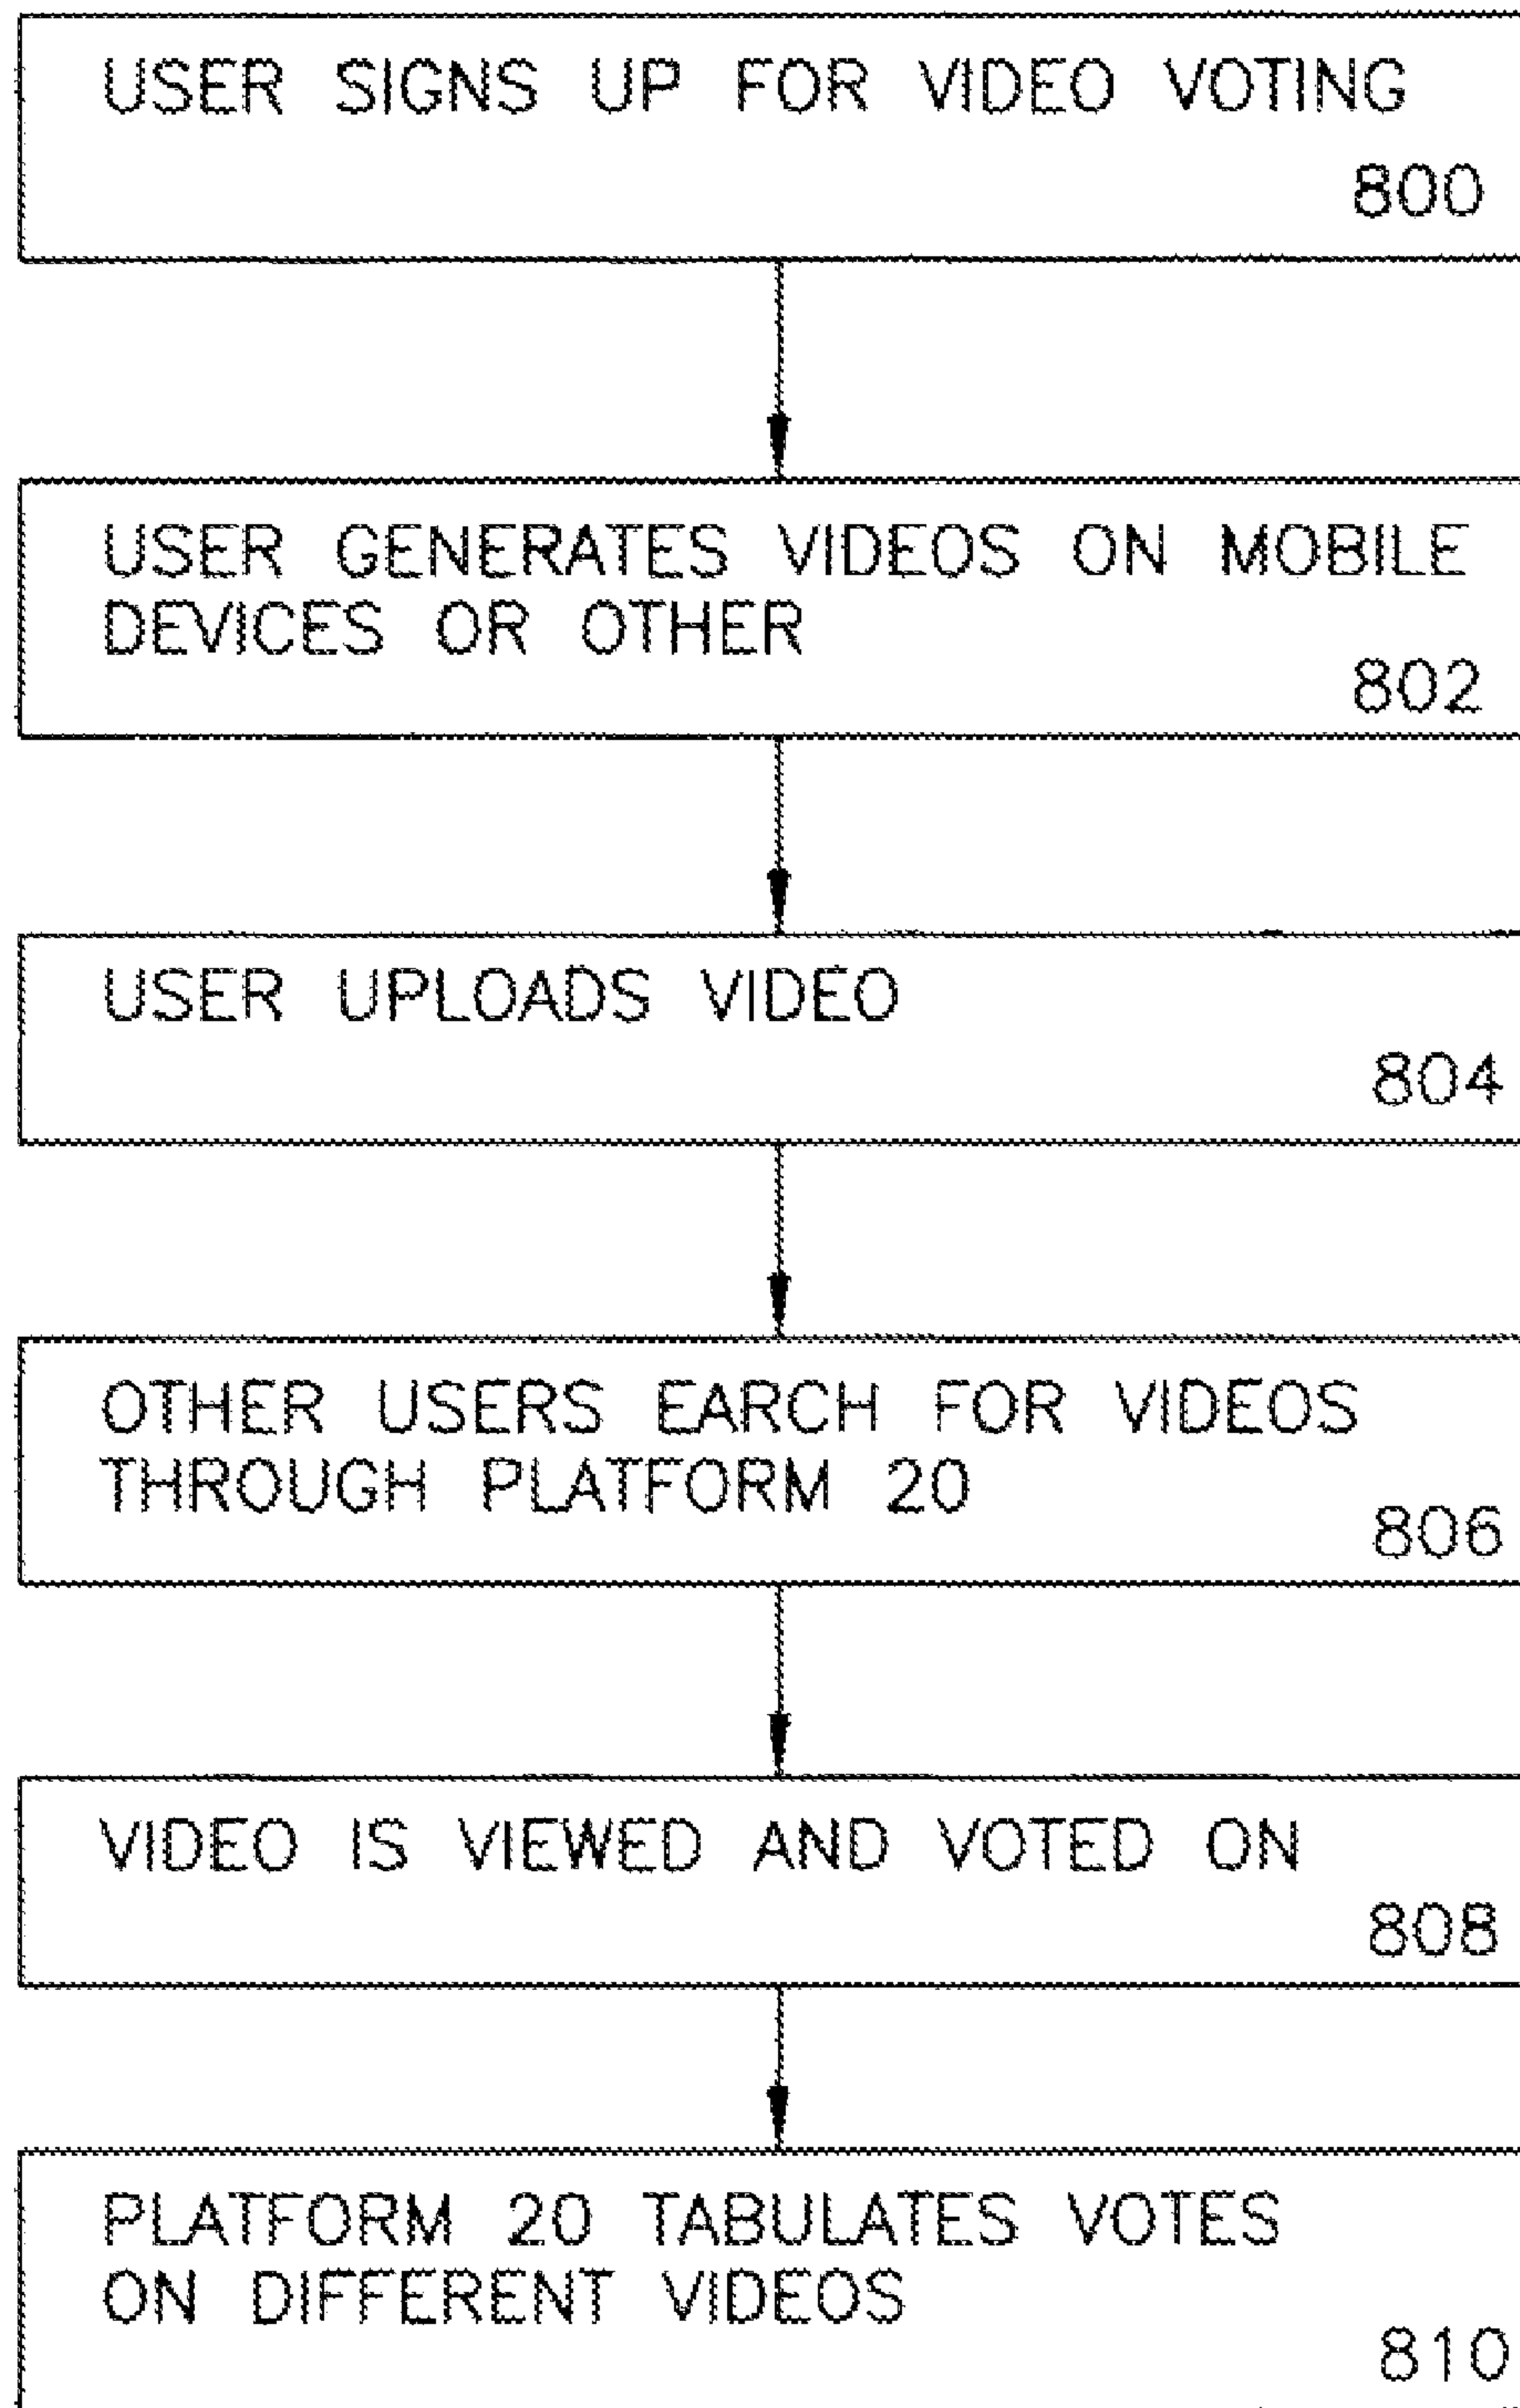 USER SIGNS UP FOR VIDEO VOTING
800
USER GENERATES VIDEOS ON MOBILE
DEVICES OR OTHER
802
USER UPLOADS VIDEO
804
OTHER USERS EARCH FOR VIDEOS
THROUGH PLATFORM 20
806
VIDEO IS VIEWED AND VOTED ON
808
PLATFORM 20 TABULATES VOTES
ON DIFFERENT VIDEOS
810